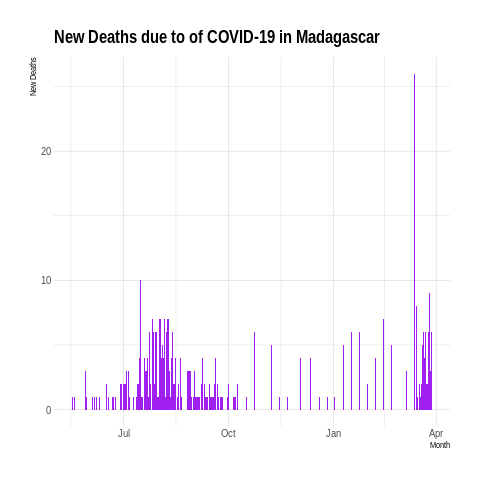 New Deaths due to of COVID-19 in Madagascar
New Deaths
20
10
0
Jul Oct Jan Apr
Month